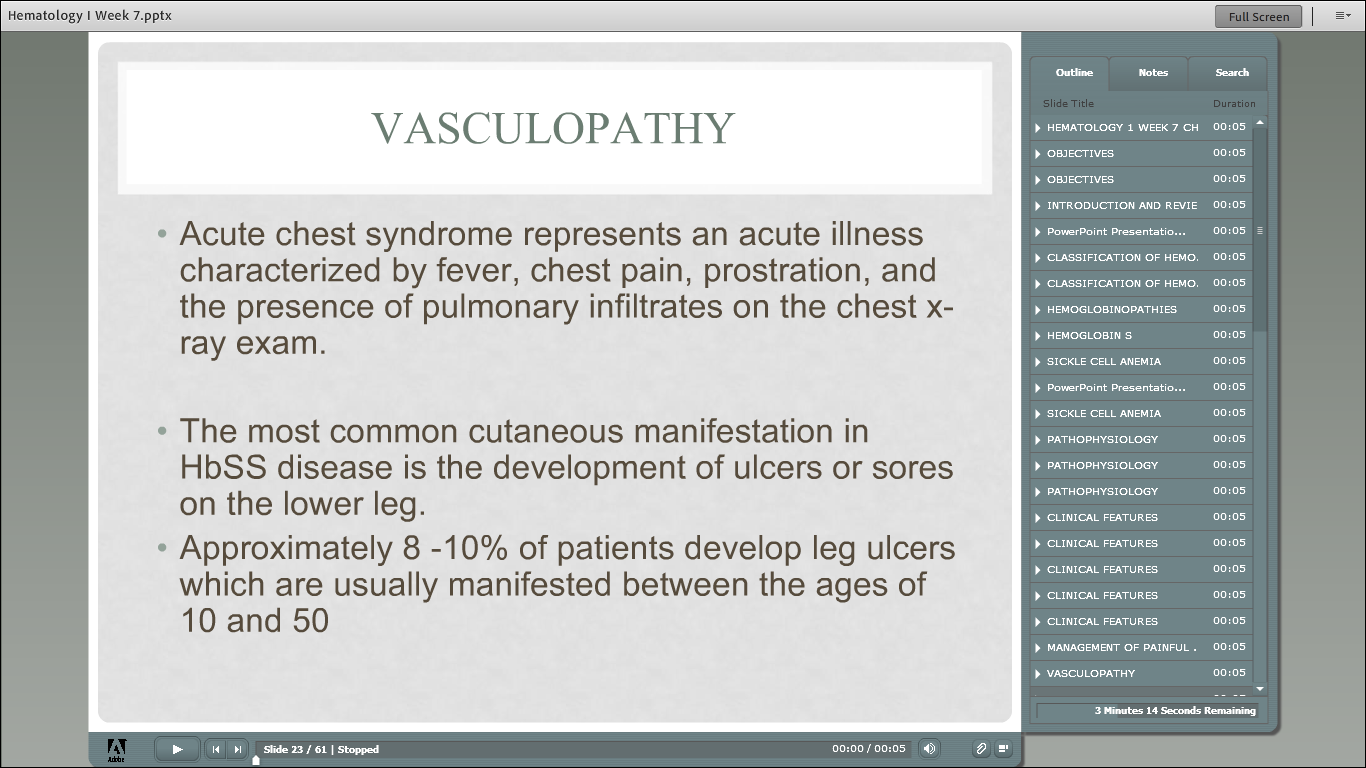 Hematology I Week 7.pptx
Full Screen
VASCULOPATHY
• Acute chest syndrome represents an acute illness
characterized by fever, chest pain, prostration, and
the presence of pulmonary infiltrates on the chest x-
ray exam.
• The most common cutaneous manifestation in
HbSS disease is the development of ulcers or sores
on the lower leg.
• Approximately 8 -10% of patients develop leg ulcers
which are usually manifested between the ages of
10 and 50
Outline Notes Search
Slide Title Duration
HEMATOLOGY 1 WEEK 7 CH 00:05
OBJECTIVES 00:05
OBJECTIVES 00:05
INTRODUCTION AND REVIE 00:05
PowerPoint Presentatio... 00:05
CLASSIFICATION OF HEMO. 00:05
CLASSIFICATION OF HEMO. 00:05
HEMOGLOBINOPATHIES 00:05
HEMOGLOBIN S 00:05
SICKLE CELL ANEMIA 00:05
PowerPoint Presentatio... 00:05
SICKLE CELL ANEMIA 00:05
PATHOPHYSIOLOGY 00:05
PATHOPHYSIOLOGY 00:05
PATHOPHYSIOLOGY 00:05
CLINICAL FEATURES 00:05
CLINICAL FEATURES 00:05
CLINICAL FEATURES 00:05
CLINICAL FEATURES 00:05
CLINICAL FEATURES 00:05
MANAGEMENT OF PAINFUL . 00:05
VASCULOPATHY 00:05
3 Minutes 14 Seconds Remaining
Adobe
Slide 23 / 61 | Stopped
00:00 / 00:05